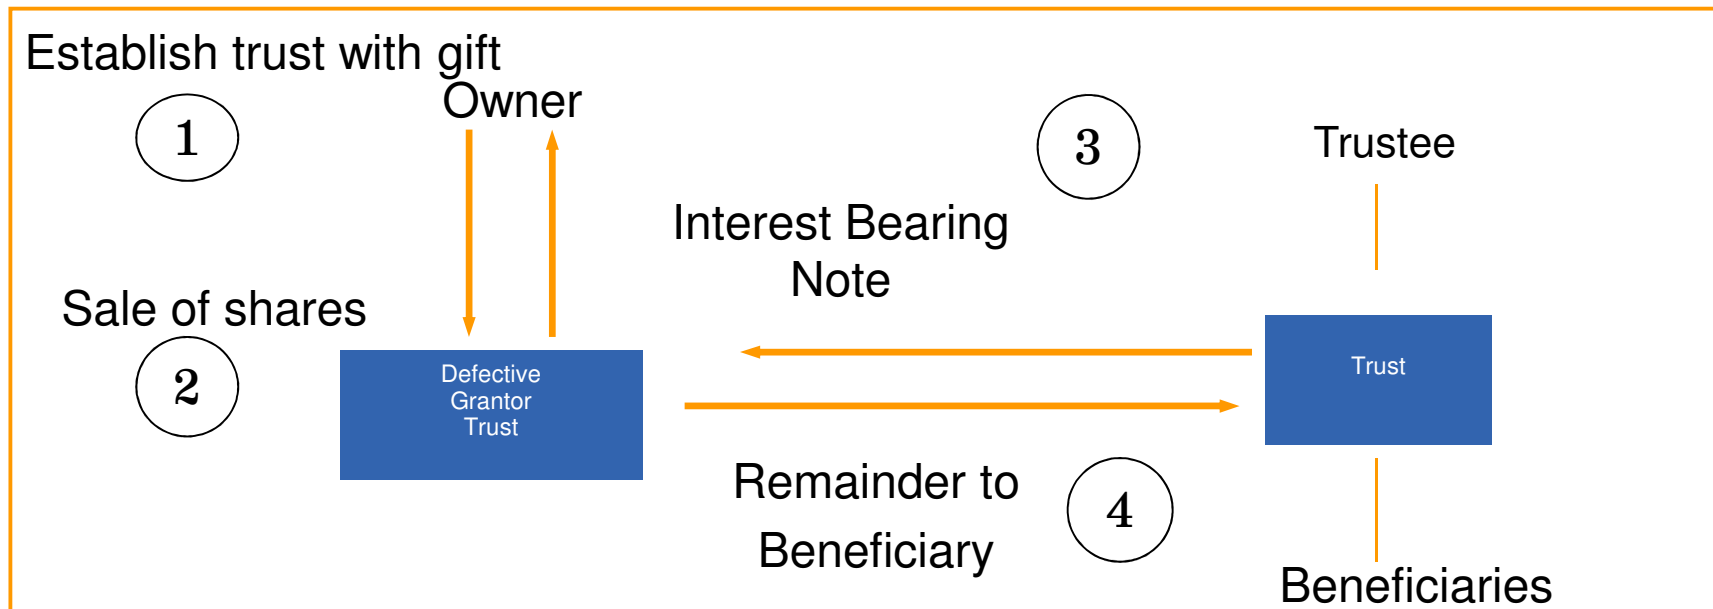 Establish trust with gift
Owner
1
3
Trustee
Interest Bearing
Note
Sale of shares
2
Defective
Grantor
Trust
Trust
Remainder to
Beneficiary
4
Beneficiaries